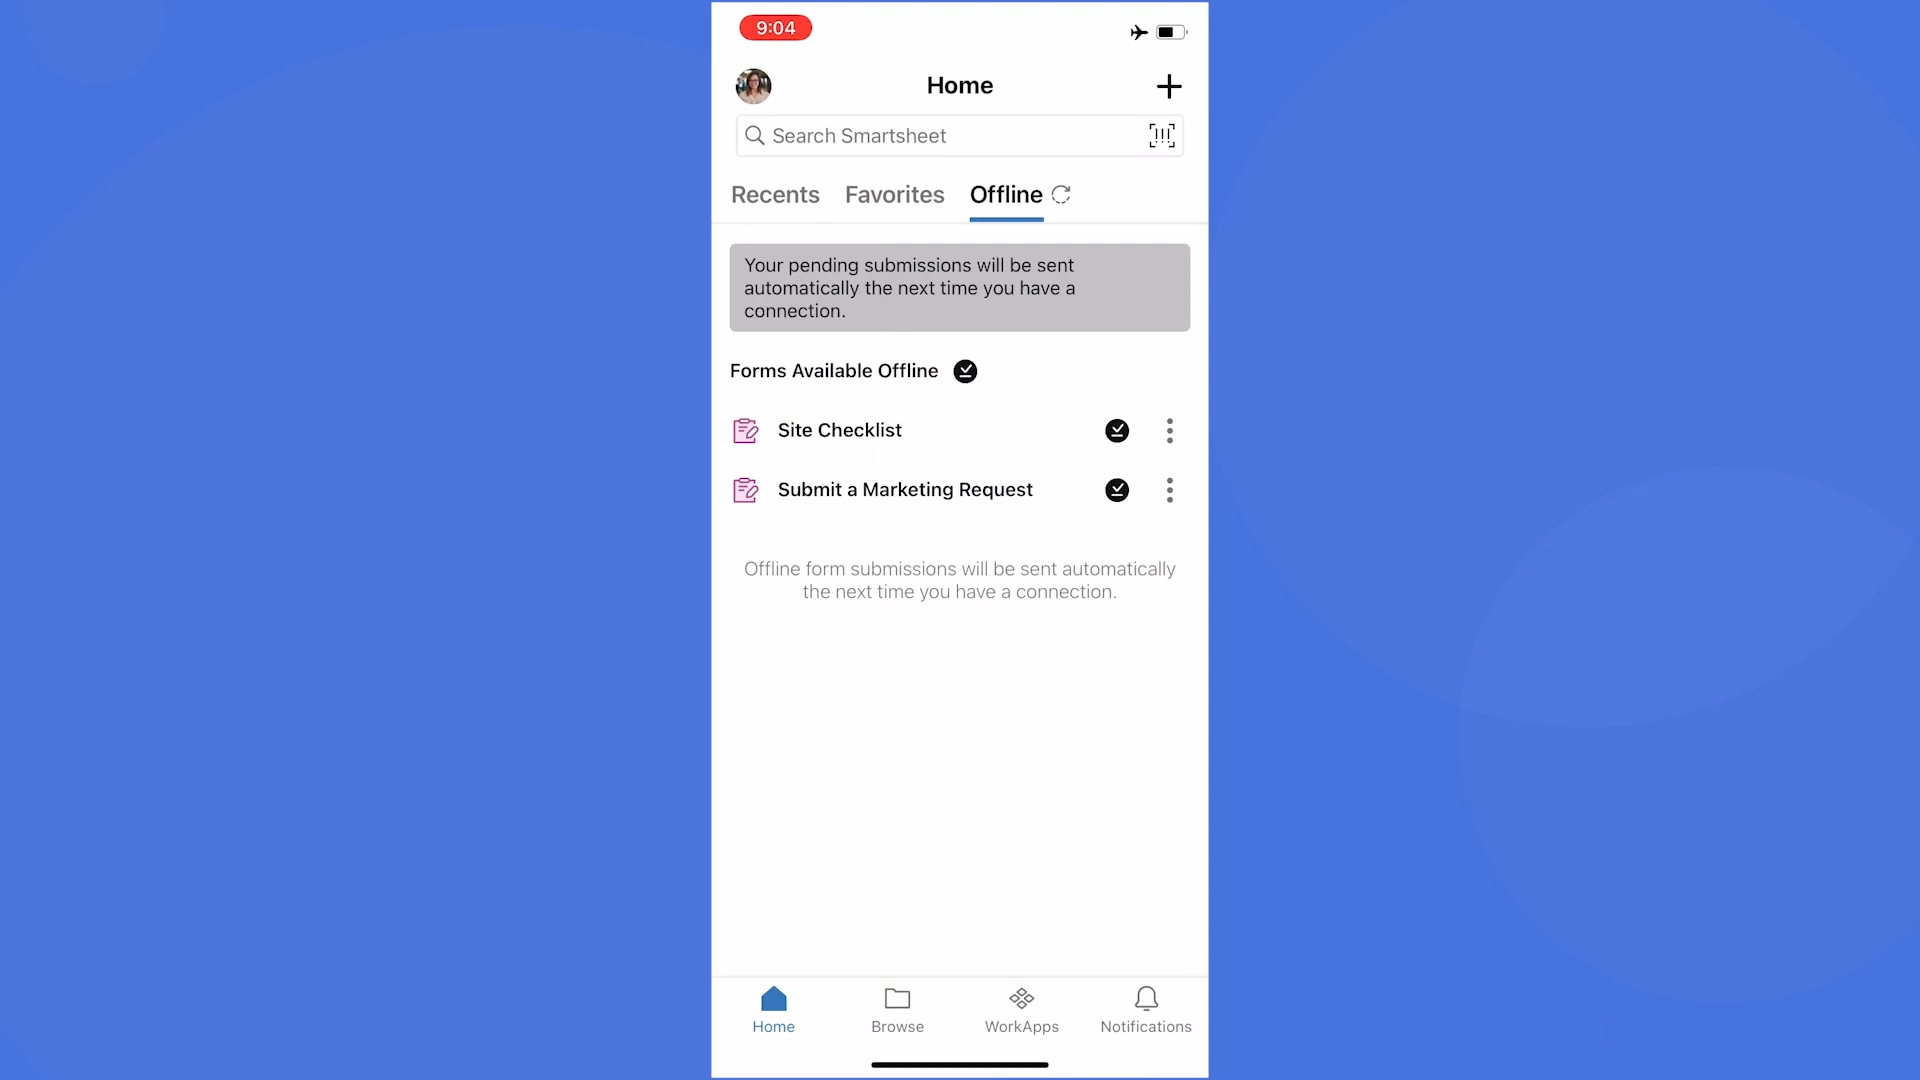 9:04
Home
Search Smartsheet
Recents Favorites Offline
Your pending submissions will be sent
automatically the next time you have a
connection.
Forms Available Offline
Site Checklist
Submit a Marketing Request
Offline form submissions will be sent automatically
the next time you have a connection.
Home Browse WorkApps Notifications